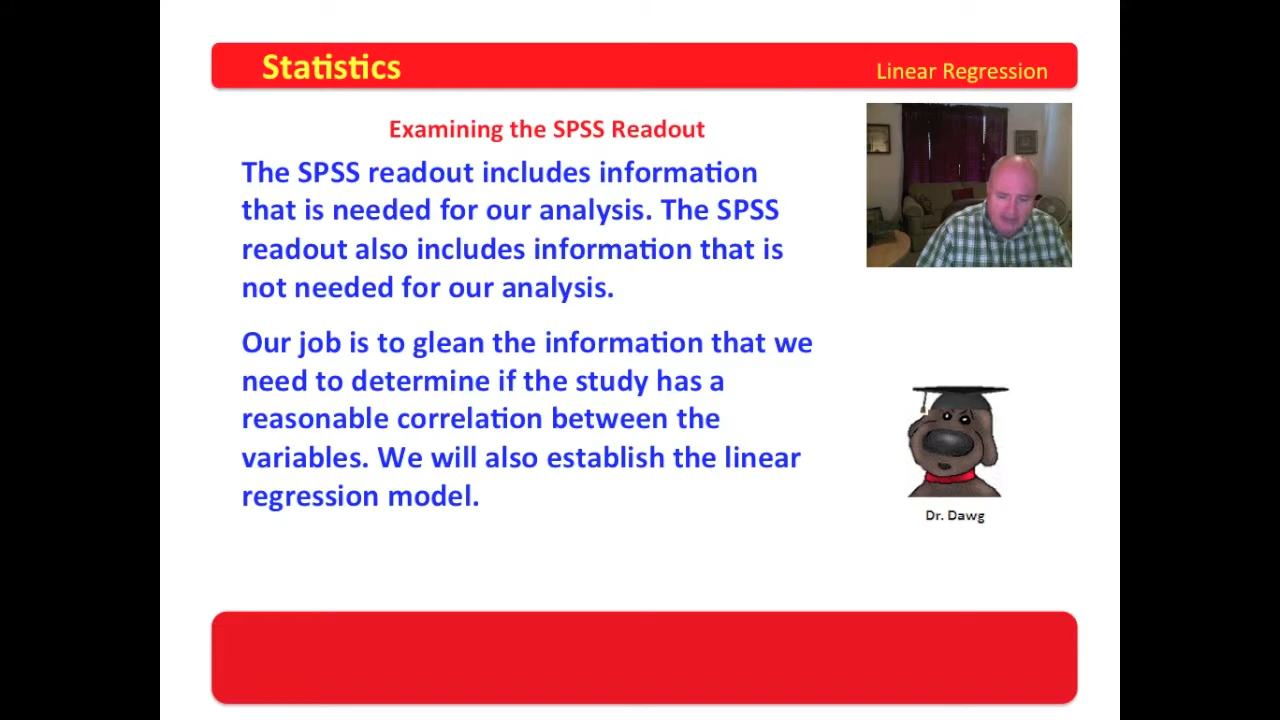 Statistics
Linear Regression
Examining the SPSS Readout
The SPSS readout includes information
that is needed for our analysis. The SPSS
readout also includes information that is
not needed for our analysis.
Our job is to glean the information that we
need to determine if the study has a
reasonable correlation between the
variables. We will also establish the linear
regression model.
Dr. Dawg